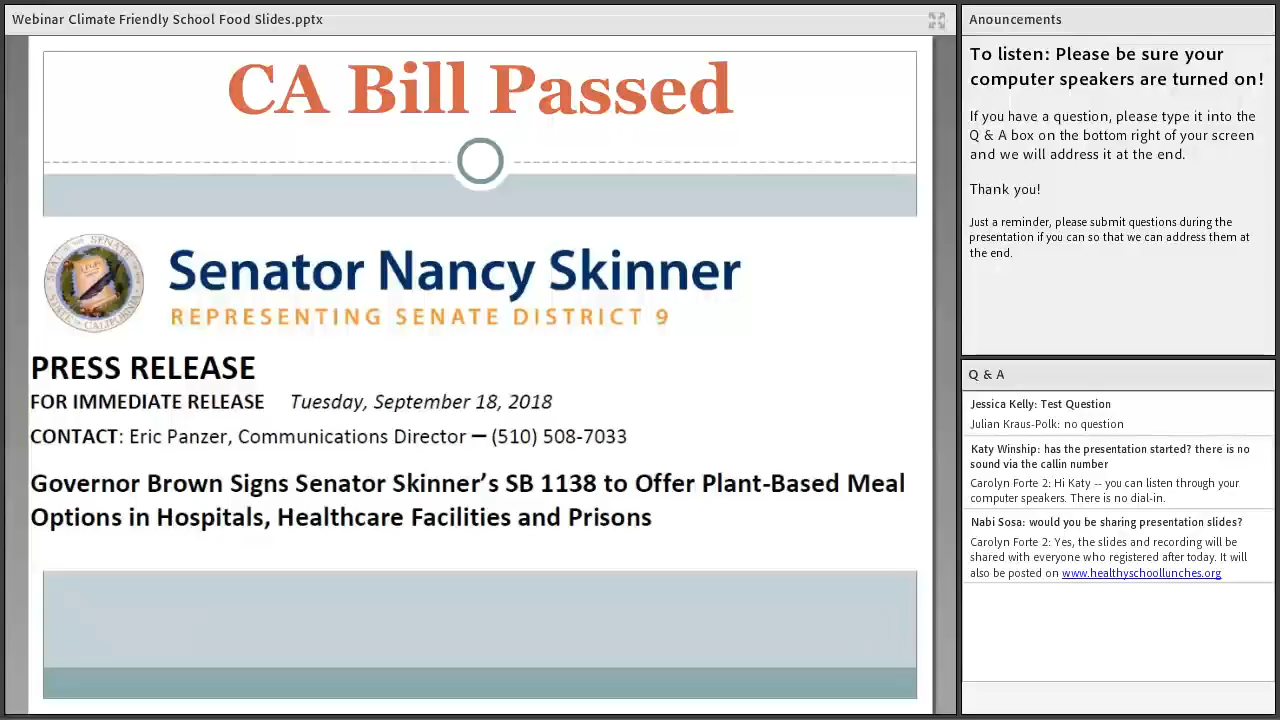 Webinar Climate Friendly School Food Slides.pptx
CA Bill Passed
Senator Nancy Skinner
REPRESENTING SENATE DISTRICT 9
PRESS RELEASE
FOR IMMEDIATE RELEASE Tuesday, September 18, 2018
CONTACT: Eric Panzer, Communications Director — (510) 508-7033
Governor Brown Signs Senator Skinner’s SB 1138 to Offer Plant-Based Meal
Options in Hospitals, Healthcare Facilities and Prisons
Anouncements
To listen: Please be sure your
computer speakers are turned on!
If you have a question, please type it into the
Q & A box on the bottom right of your screen
and we will address it at the end.
Thank you!
Just a reminder, please submit questions during the
presentation if you can so that we can address them at
the end.
Q & A
Jessica Kelly: Test Question
Julian Kraus-Polk: no question
Katy Winship: has the presentation started? there is no
sound via the callin number
Carolyn Forte 2: Hi Katy -- you can listen through your
computer speakers. There is no dial-in.
Nabi Sosa: would you be sharing presentation slides?
Carolyn Forte 2: Yes, the slides and recording will be
shared with everyone who registered after today. It will
also be posted on www.healthyschoollunches.org